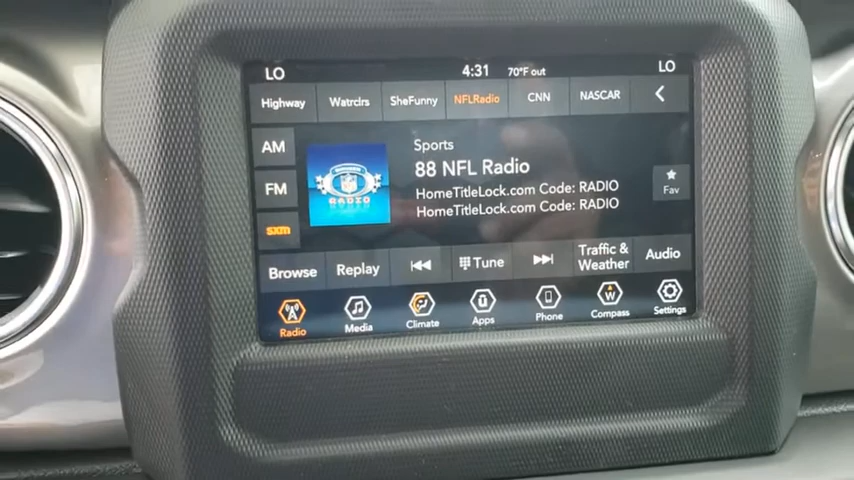 LO 4:31 70°F out LO
Highway Watrclrs SheFunny NFLRadio CNN NASCAR
AM
FM
sxm
NFL
RADIO
Sports
88 NFL Radio
HomeTitleLock.com Code: RADIO
HomeTitleLock.com Code: RADIO
Fav
Browse Replay Tune Traffic & Weather Audio
Radio Media Climate Apps Phone W Compass Settings